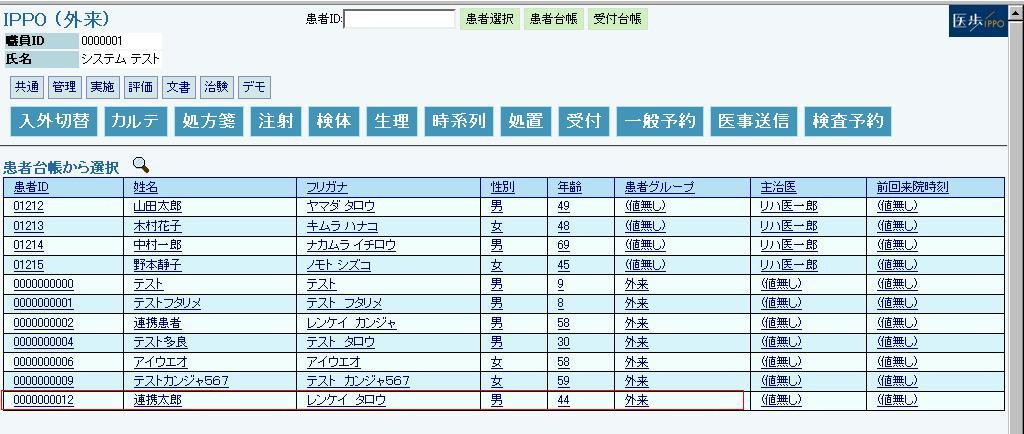 IPPO（外来） 患者ID: 患者選択 患者台帳 受付台帳 医歩IPPO
職員ID 0000001
氏名 システム テスト
共通 管理 実施 評価 文書 治験 デモ
入外切替 カルテ 処方箋 注射 検体 生理 時系列 処置 受付 一般予約 医事送信 検査予約
患者台帳から選択
患者ID 姓名 フリガナ 性別 年齢 患者グループ 主治医 前回来院時刻
01212 山田太郎 ヤマダ タロウ 男 49 (値無し) リハ医一郎 (値無し)
01213 木村花子 キムラ ハナコ 女 48 (値無し) リハ医一郎 (値無し)
01214 中村一郎 ナカムラ イチロウ 男 69 (値無し) リハ医一郎 (値無し)
01215 野本静子 ノモト シズコ 女 45 (値無し) リハ医一郎 (値無し)
0000000000 テスト テスト 男 9 外来 (値無し) (値無し)
0000000001 テストフタリメ テスト フタリメ 男 8 外来 (値無し) (値無し)
0000000002 連携患者 レンケイ カンジャ 男 58 外来 (値無し) (値無し)
0000000004 テスト多良 テスト タロウ 男 30 外来 (値無し) (値無し)
0000000006 アイウエオ アイウエオ 女 58 外来 (値無し) (値無し)
0000000009 テストカンジャ567 テスト カンジャ567 女 59 外来 (値無し) (値無し)
0000000012 連携太郎 レンケイ タロウ 男 44 外来 (値無し) (値無し)